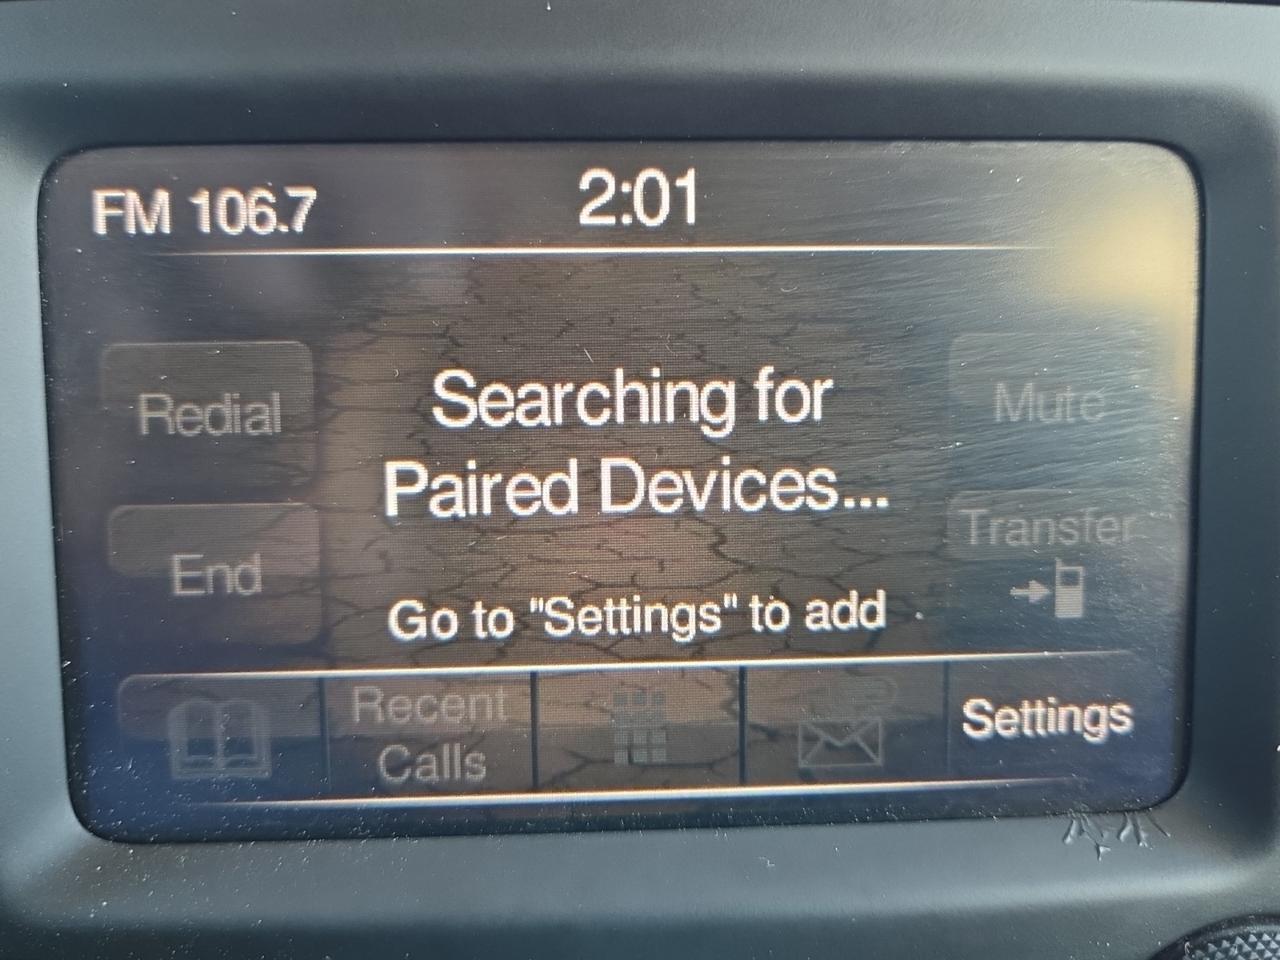 FM 106.7 2:01
Redial
Searching for
Paired Devices...
Mute
End
Transfer
Go to "Settings" to add
Recent
Calls
Settings